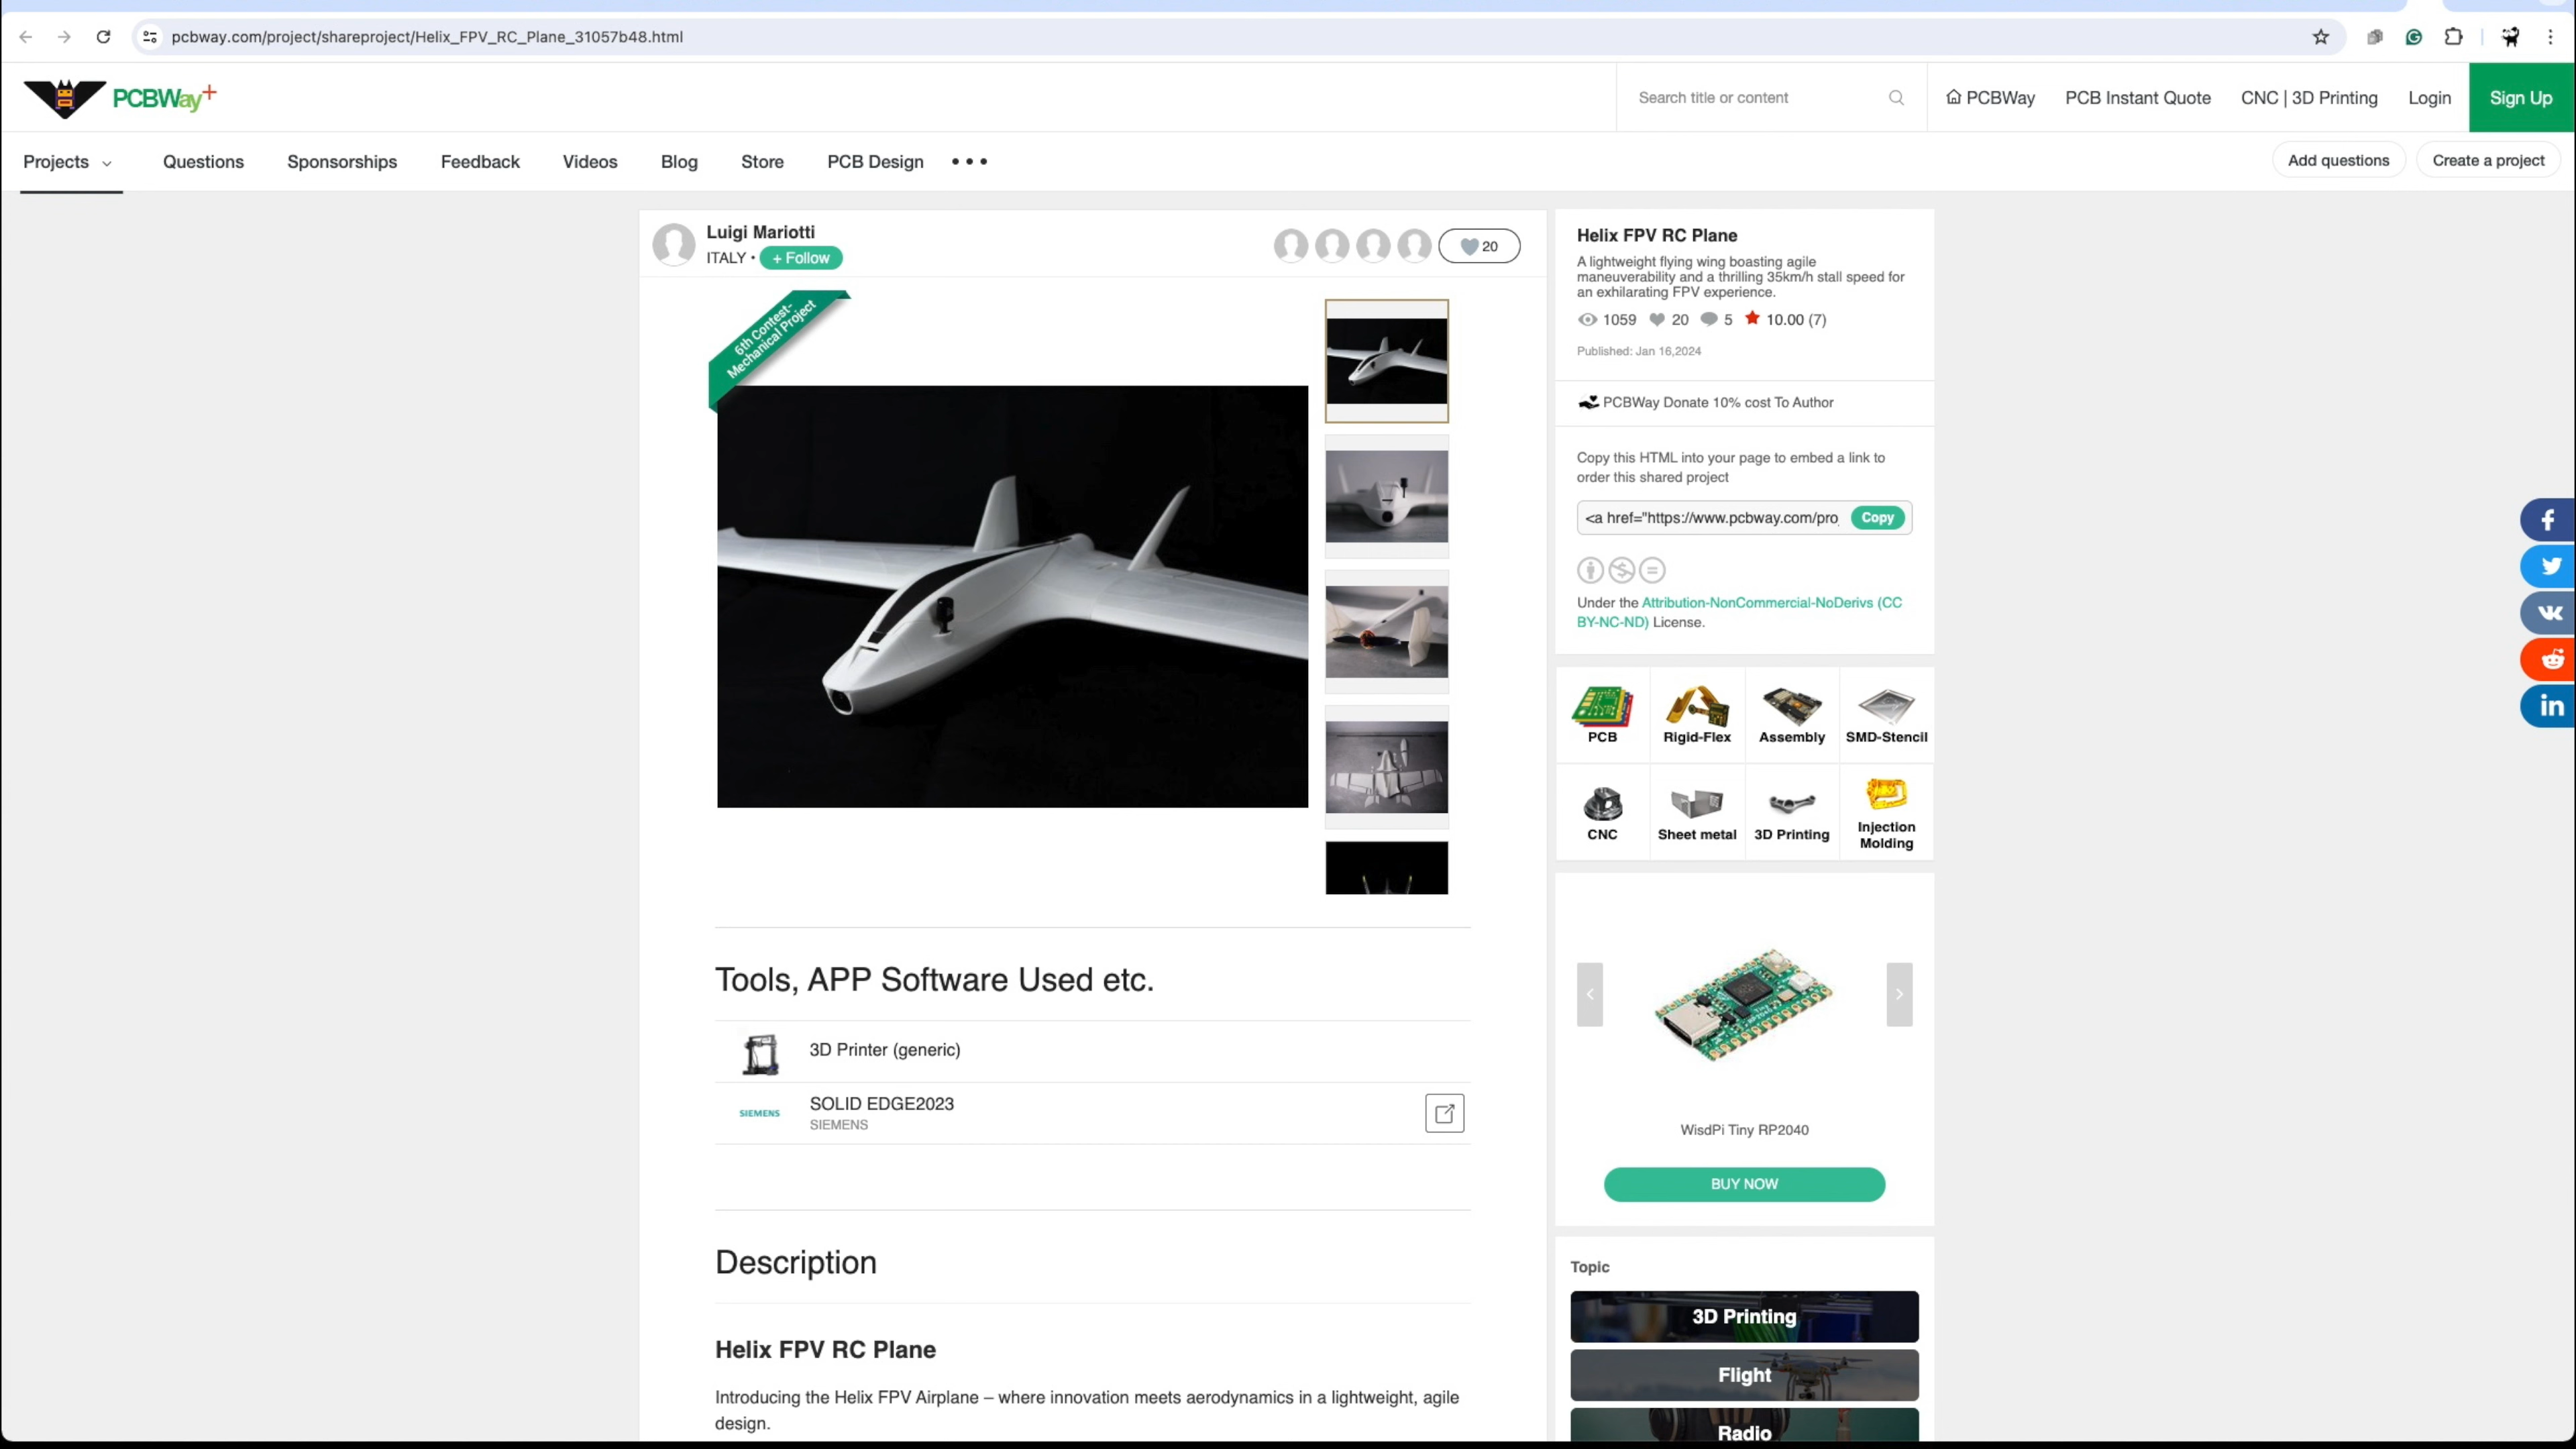 pcbway.com/project/shareproject/Helix_FPV_RC_Plane_31057b48.html
PCBWay+
Search title or content
PCBWay
PCB Instant Quote
CNC | 3D Printing
Login
Sign Up
Projects
Questions
Sponsorships
Feedback
Videos
Blog
Store
PCB Design
•••
Add questions
Create a project
Luigi Mariotti
ITALY • + Follow
20
6th Contest-
Mechanical Project
Tools, APP Software Used etc.
3D Printer (generic)
SIEMENS
SOLID EDGE2023
SIEMENS
Description
Helix FPV RC Plane
Introducing the Helix FPV Airplane – where innovation meets aerodynamics in a lightweight, agile
design.
Helix FPV RC Plane
A lightweight flying wing boasting agile
maneuverability and a thrilling 35km/h stall speed for
an exhilarating FPV experience.
1059 20 5 10.00 (7)
Published: Jan 16,2024
PCBWay Donate 10% cost To Author
Copy this HTML into your page to embed a link to
order this shared project
<a href="https://www.pcbway.com/pro
Copy
Under the Attribution-NonCommercial-NoDerivs (CC
BY-NC-ND) License.
PCB
Rigid-Flex
Assembly
SMD-Stencil
CNC
Sheet metal
3D Printing
Injection
Molding
WisdPi Tiny RP2040
BUY NOW
Topic
3D Printing
Flight
Radio